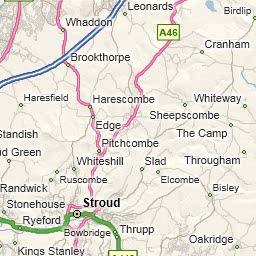 Leonards
Birdlip
Whaddon
A46
Cranham
Brookthorpe
Haresfield
Harescombe
Whiteway
Sheepscombe
Edge
The Camp
Standish
Pitchcombe
d Green
Whiteshill
Slad
Througham
Ruscombe
Elcombe
Randwick
Bisley
Stonehouse
Stroud
Ryeford
Bowbridge
Thrupp
Oakridge
Kings Stanley